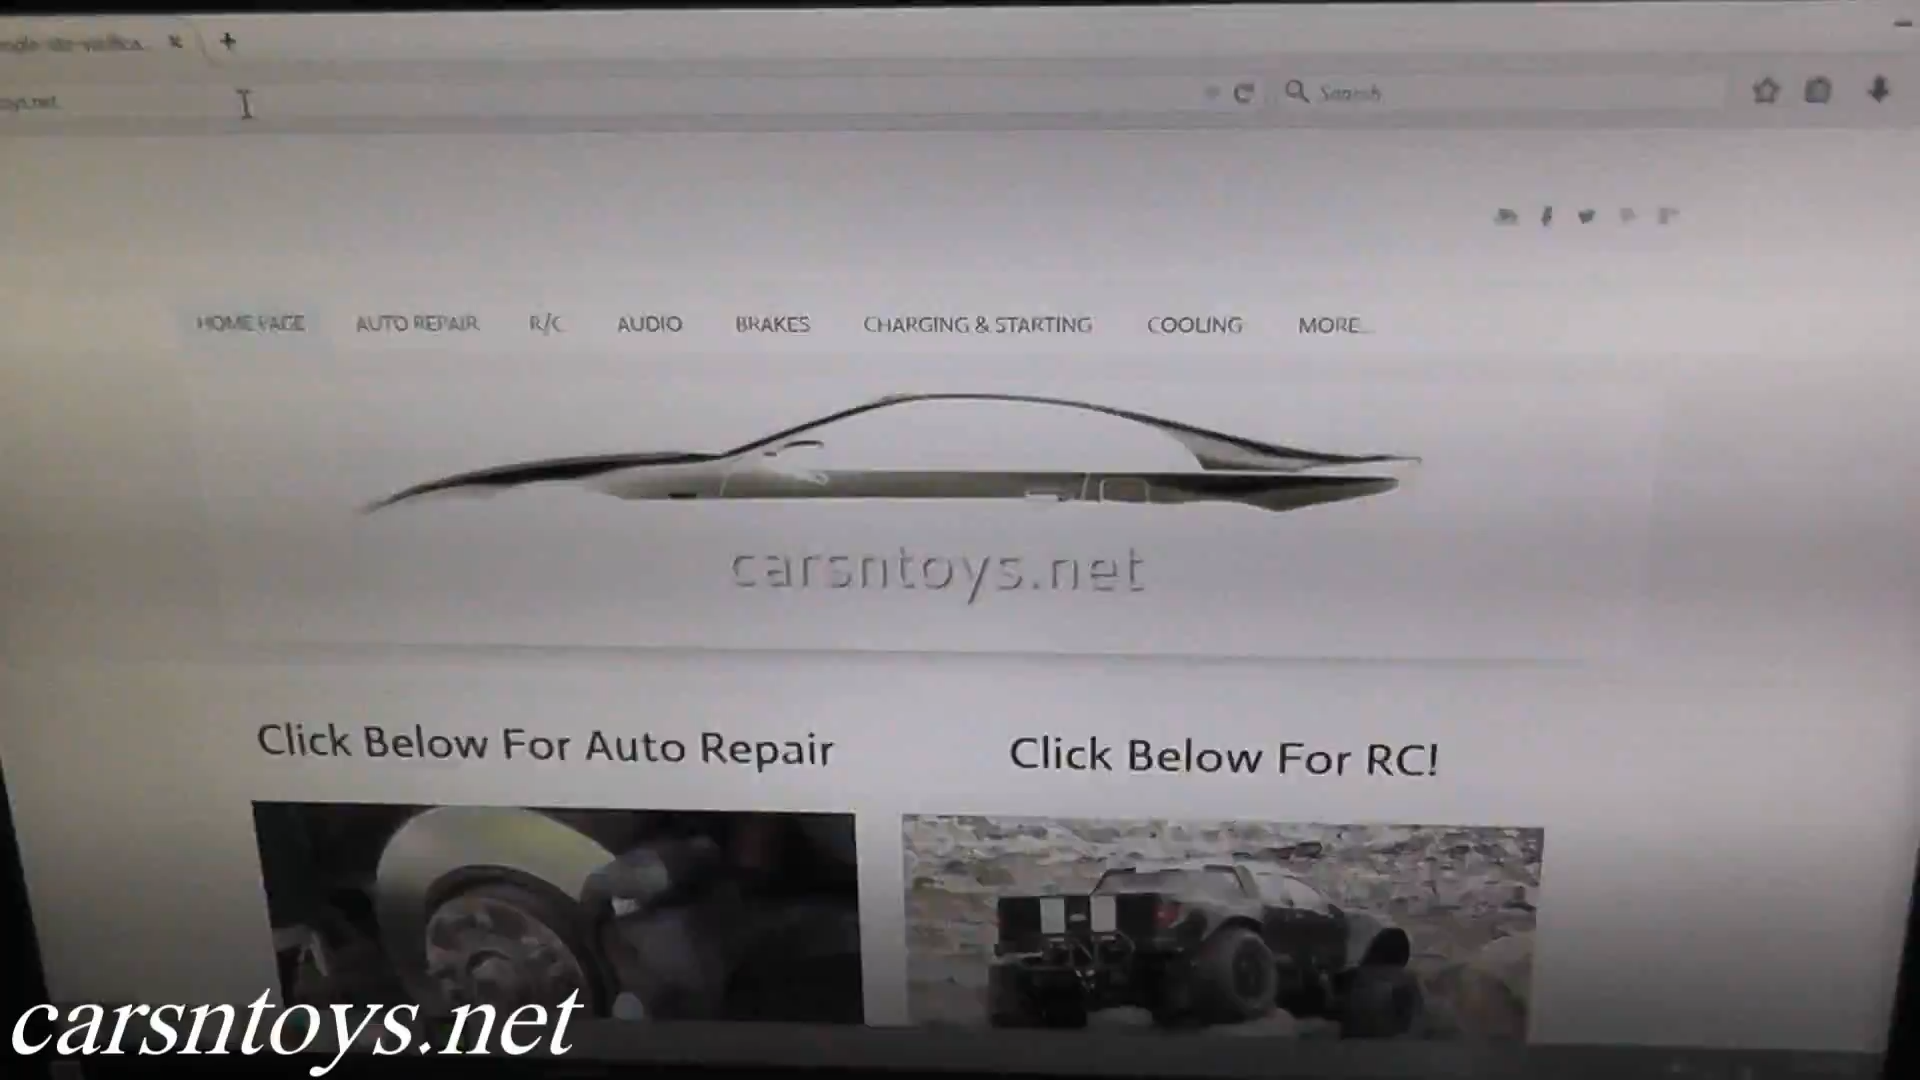 oys.net
Search
HOME PAGE AUTO REPAIR R/C AUDIO BRAKES CHARGING & STARTING COOLING MORE...
carsntoys.net
Click Below For Auto Repair
Click Below For RC!
carsntoys.net